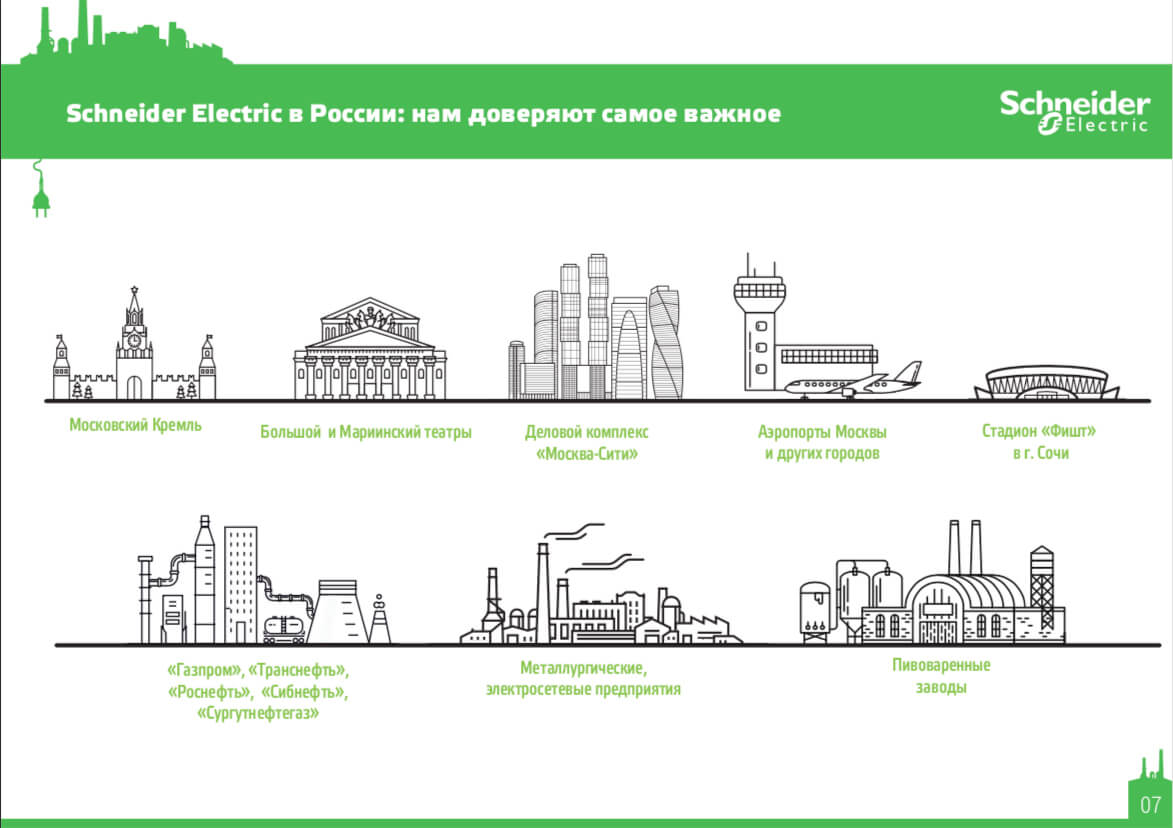 Schneider Electric в России: нам доверяют самое важное
Schneider
Electric
Московский Кремль
Большой и Мариинский театры
Деловой комплекс
«Москва-Сити»
Аэропорты Москвы
и других городов
Стадион «Фишт»
в г. Сочи
«Газпром», «Транснефть»,
«Роснефть», «Сибнефть»,
«Сургутнефтегаз»
Металлургические,
электросетевые предприятия
Пивоваренные
заводы
07